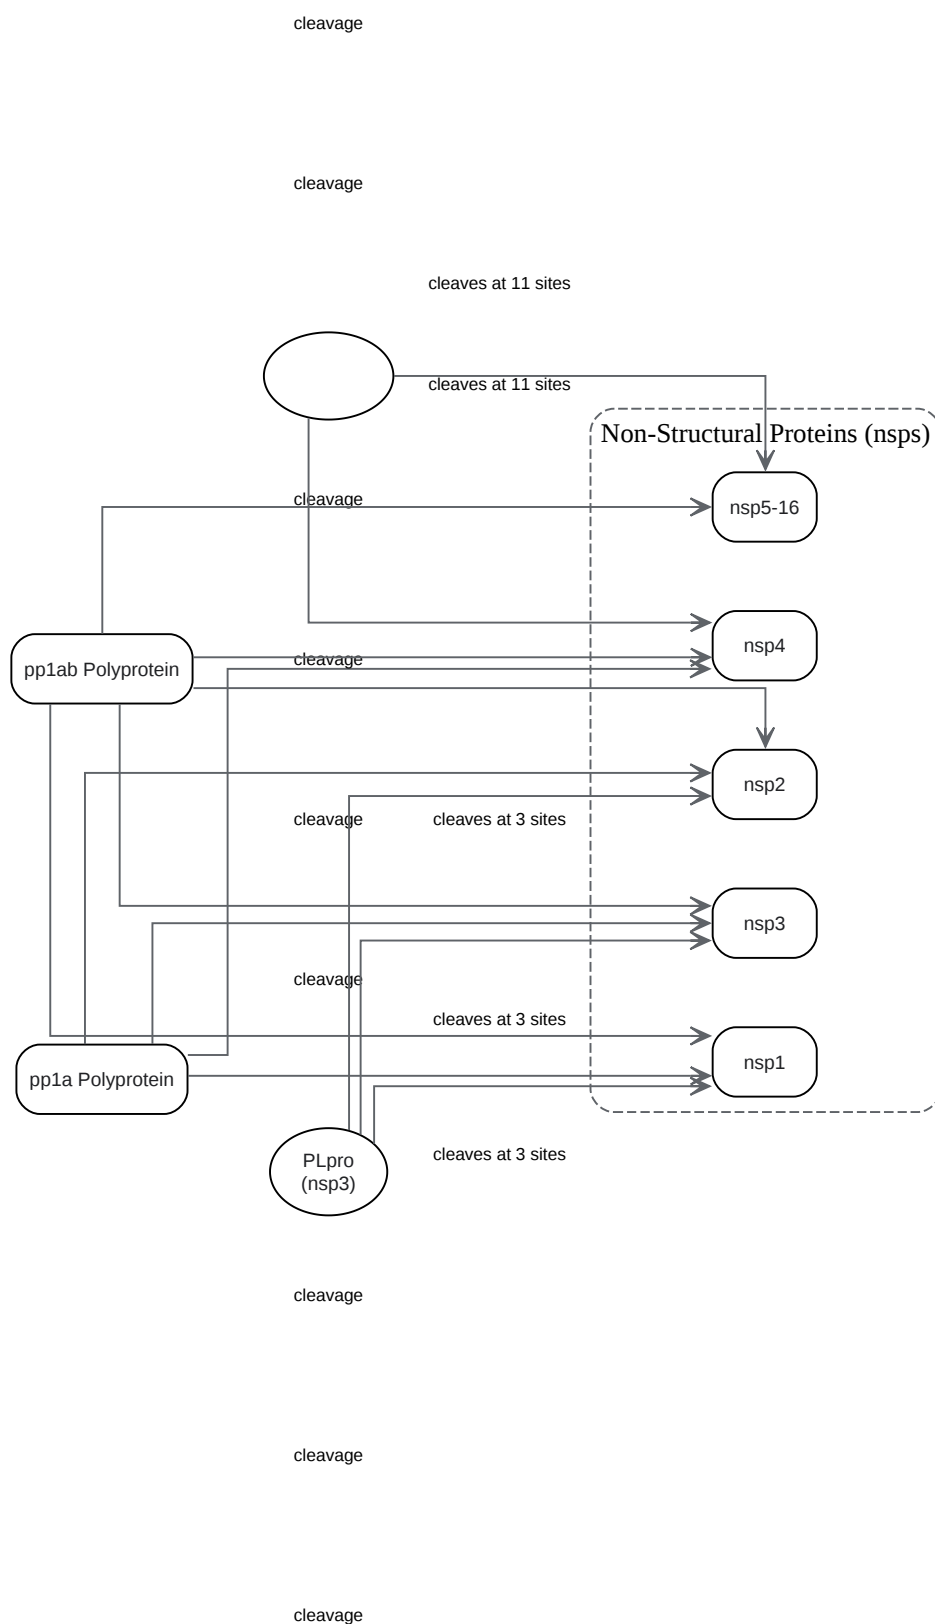 cleavage
cleavage
cleaves at 11 sites
cleaves at 11 sites
Non-Structural Proteins (nsps)
cleavage
nsp5-16
nsp4
cleavage
pp1ab Polyprotein
nsp2
cleavage
cleaves at 3 sites
nsp3
cleavage
cleaves at 3 sites
nsp1
pp1a Polyprotein
cleaves at 3 sites
PLpro
(nsp3)
cleavage
cleavage
cleavage